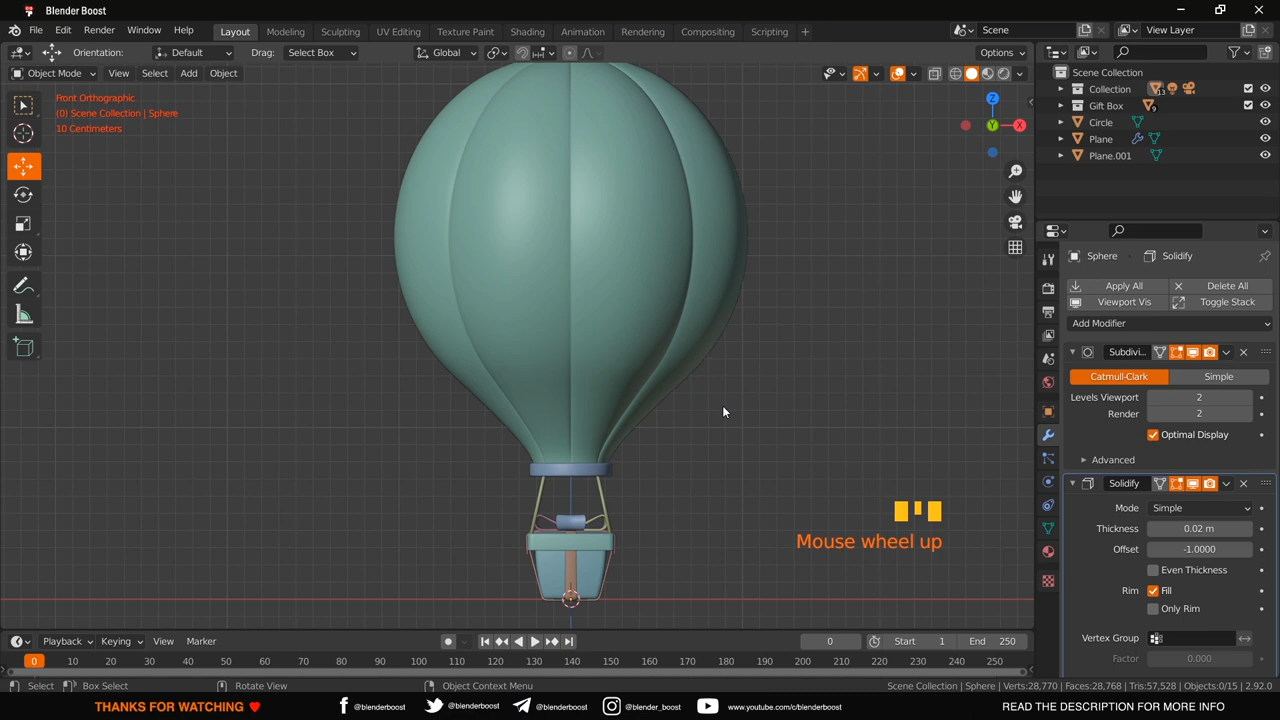 Blender Boost
File Edit Render Window Help
Layout Modeling Sculpting UV Editing Texture Paint Shading Animation Rendering Compositing Scripting +
Scene
View Layer
Orientation: Default Drag: Select Box Global Options
Object Mode View Select Add Object
Front Orthographic
(0) Scene Collection | Sphere
10 Centimeters
Z
X
Y
Scene Collection
Collection 13
Gift Box 9
Circle
Plane
Plane.001
Sphere Solidify
Apply All Delete All
Viewport Vis Toggle Stack
Add Modifier
Subdivi...
Catmull-Clark Simple
Levels Viewport 2
Render 2
Optimal Display
Advanced
Solidify
Mode Simple
Thickness 0.02 m
Offset -1.0000
Even Thickness
Rim Fill
Only Rim
Vertex Group
Factor 0.000
Mouse wheel up
Playback Keying View Marker 0 Start 1 End 250
0 10 20 30 40 50 60 70 80 90 100 110 120 130 140 150 160 170 180 190 200 210 220 230 240 250
Select Box Select Rotate View Object Context Menu Scene Collection | Sphere | Verts:28,770 | Faces:28,768 | Tris:57,528 | Objects:0/15 | 2.92.0
THANKS FOR WATCHING @blenderboost @blenderboost @blenderboost @blender_boost www.youtube.com/c/blenderboost READ THE DESCRIPTION FOR MORE INFO